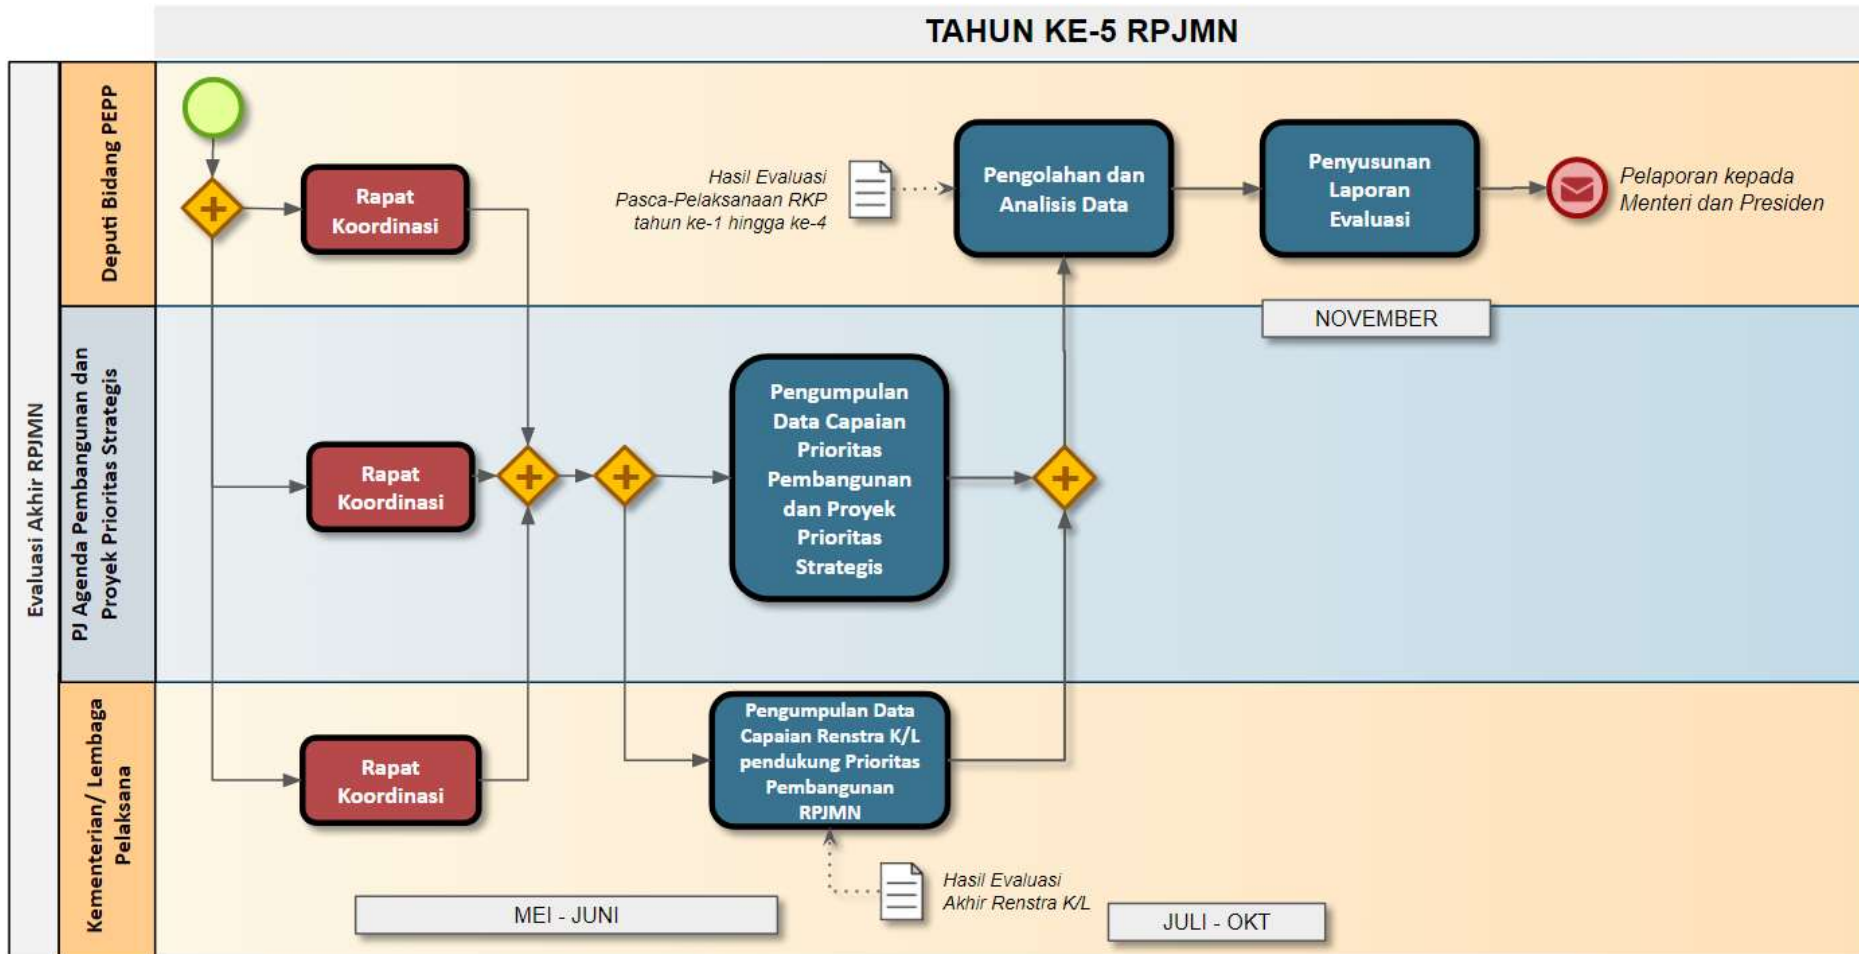 TAHUN KE-5 RPJMN
Evaluasi Akhir RPJMN
Deputi Bidang PEPP
Rapat
Koordinasi
Hasil Evaluasi
Pasca-Pelaksanaan RKP
tahun ke-1 hingga ke-4
Pengolahan dan
Analisis Data
Penyusunan
Laporan
Evaluasi
Pelaporan kepada
Menteri dan Presiden
NOVEMBER
PJ Agenda Pembangunan dan
Proyek Prioritas Strategis
Rapat
Koordinasi
Pengumpulan
Data Capaian
Prioritas
Pembangunan
dan Proyek
Prioritas
Strategis
Kementerian/ Lembaga
Pelaksana
Rapat
Koordinasi
Pengumpulan Data
Capaian Renstra K/L
pendukung Prioritas
Pembangunan
RPJMN
Hasil Evaluasi
Akhir Renstra K/L
MEI - JUNI
JULI - OKT